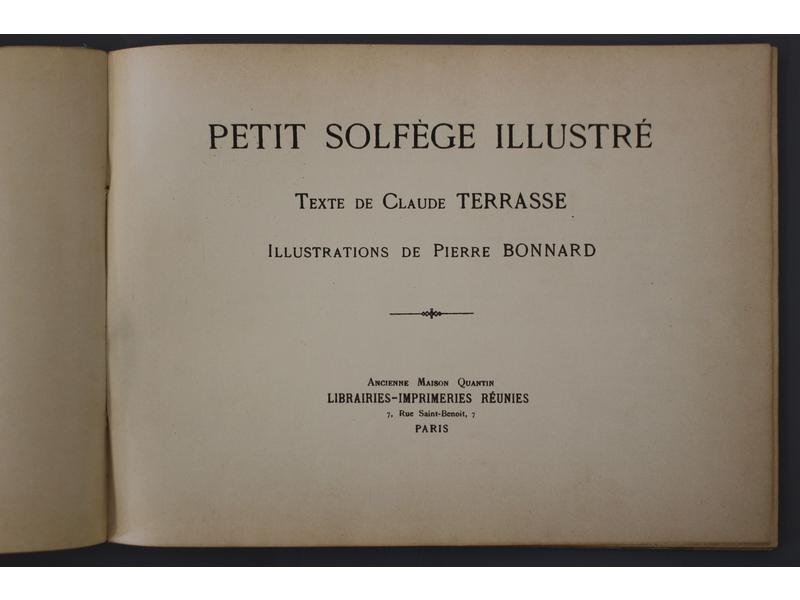 PETIT SOLFÈGE ILLUSTRÉ
TEXTE DE CLAUDE TERRASSE
ILLUSTRATIONS DE PIERRE BONNARD
ANCIENNE MAISON QUANTIN
LIBRAIRIES-IMPRIMERIES RÉUNIES
7, Rue Saint-Benoit, 7
PARIS